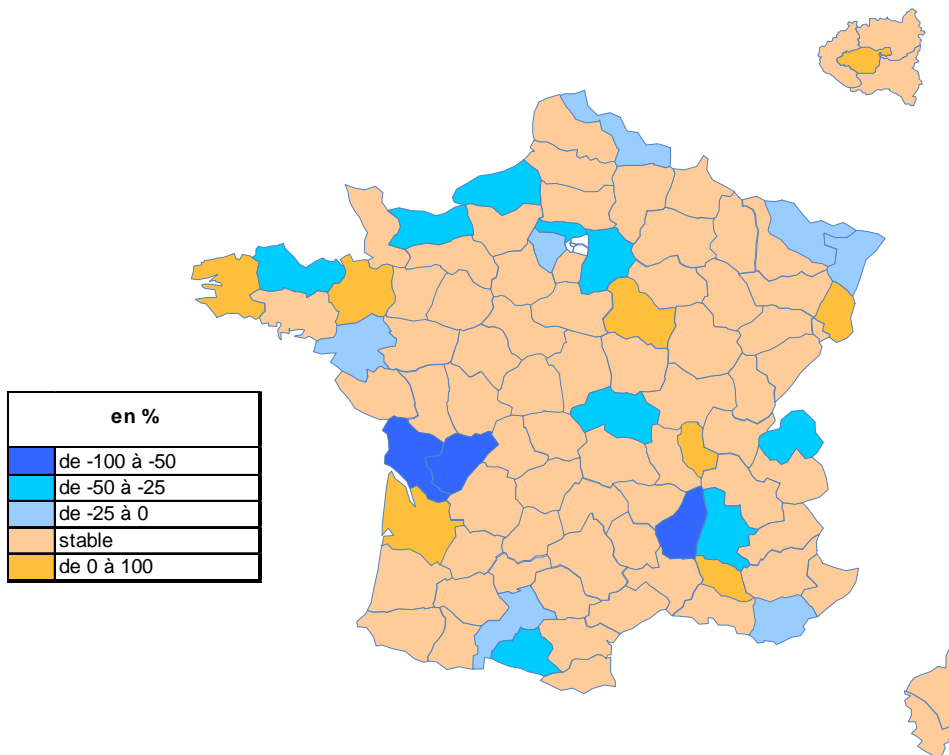 en %
de -100 à -50
de -50 à -25
de -25 à 0
stable
de 0 à 100